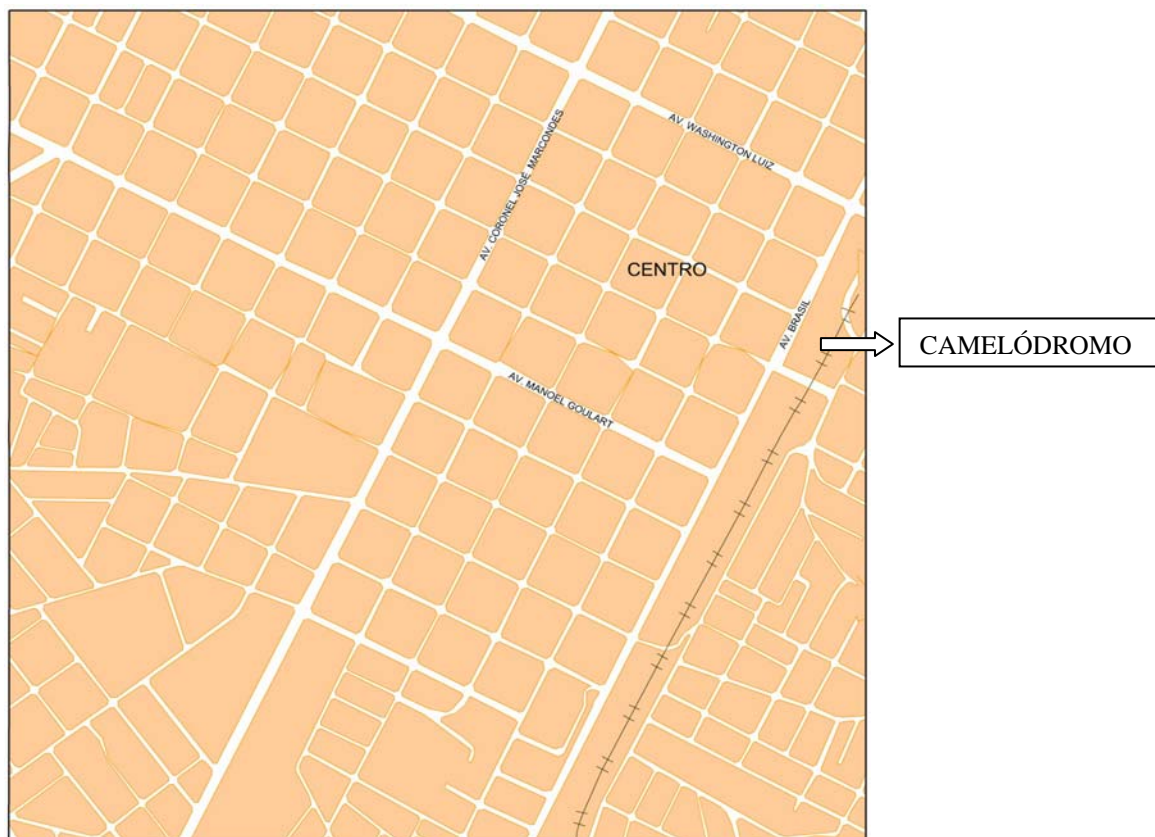 AV. WASHINGTON LUIZ
AV. CORONEL JOSÉ MARCONDES
CENTRO
AV. BRASIL
CAMELÓDROMO
AV. MANOEL GOULART